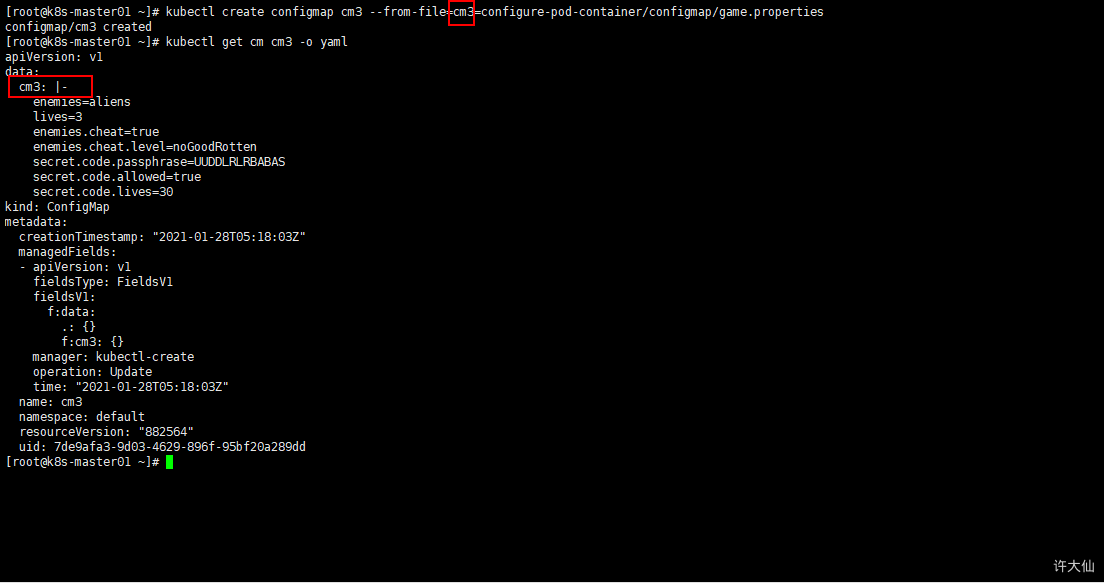 [root@k8s-master01 ~]# kubectl create configmap cm3 --from-file=cm3=configure-pod-container/configmap/game.properties
configmap/cm3 created
[root@k8s-master01 ~]# kubectl get cm cm3 -o yaml
apiVersion: v1
data:
  cm3: |-
    enemies=aliens
    lives=3
    enemies.cheat=true
    enemies.cheat.level=noGoodRotten
    secret.code.passphrase=UUDDLRLRBABAS
    secret.code.allowed=true
    secret.code.lives=30
kind: ConfigMap
metadata:
  creationTimestamp: "2021-01-28T05:18:03Z"
  managedFields:
  - apiVersion: v1
    fieldsType: FieldsV1
    fieldsV1:
      f:data:
        .: {}
        f:cm3: {}
    manager: kubectl-create
    operation: Update
    time: "2021-01-28T05:18:03Z"
  name: cm3
  namespace: default
  resourceVersion: "882564"
  uid: 7de9afa3-9d03-4629-896f-95bf20a289dd
[root@k8s-master01 ~]#
许大仙